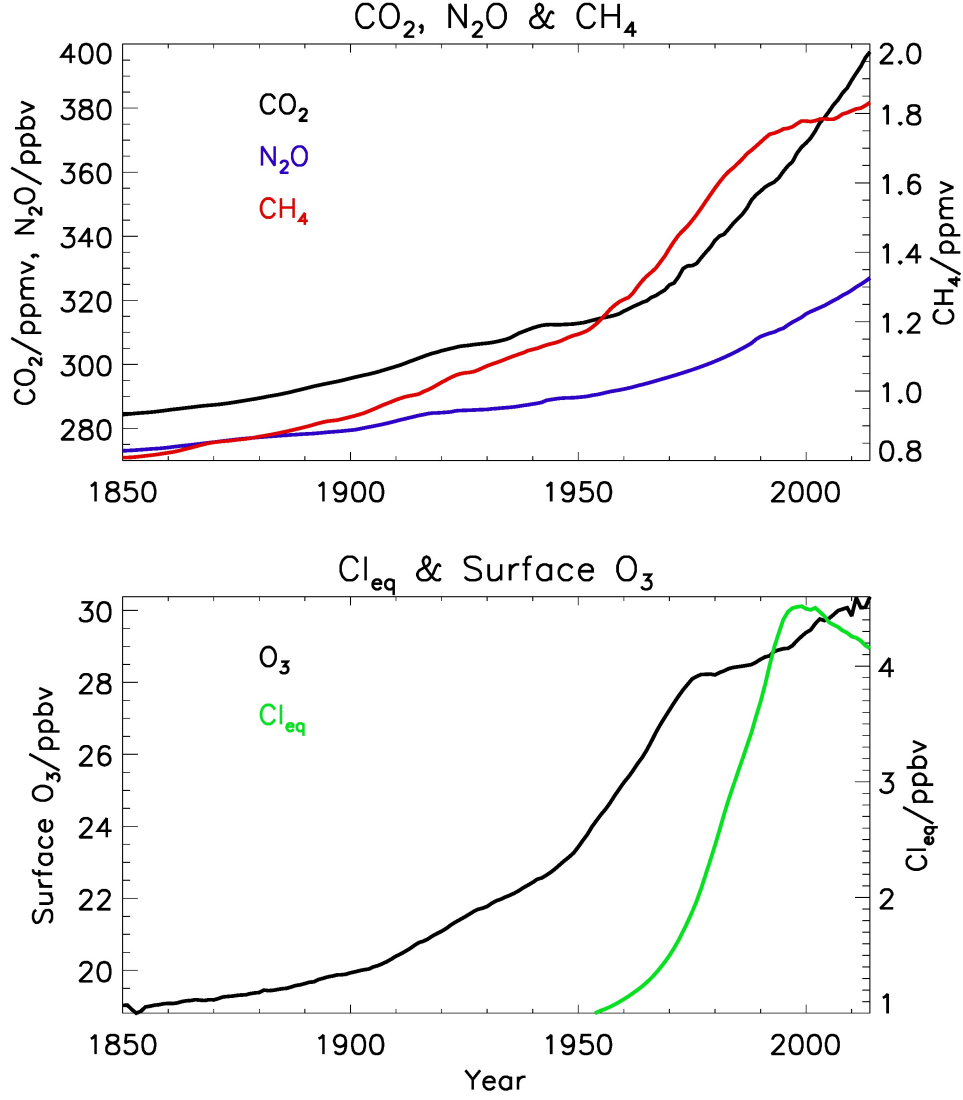 CO₂, N₂O & CH₄
400
380
360
340
320
300
280
CO₂/ppmv, N₂O/ppbv
CO₂
N₂O
CH₄
2.0
1.8
1.6
1.4
1.2
1.0
0.8
CH₄/ppmv
1850 1900 1950 2000
Cl_eq & Surface O₃
30
28
26
24
22
20
Surface O₃/ppbv
O₃
Cl_eq
4
3
2
1
Cl_eq/ppbv
1850 1900 1950 2000
Year